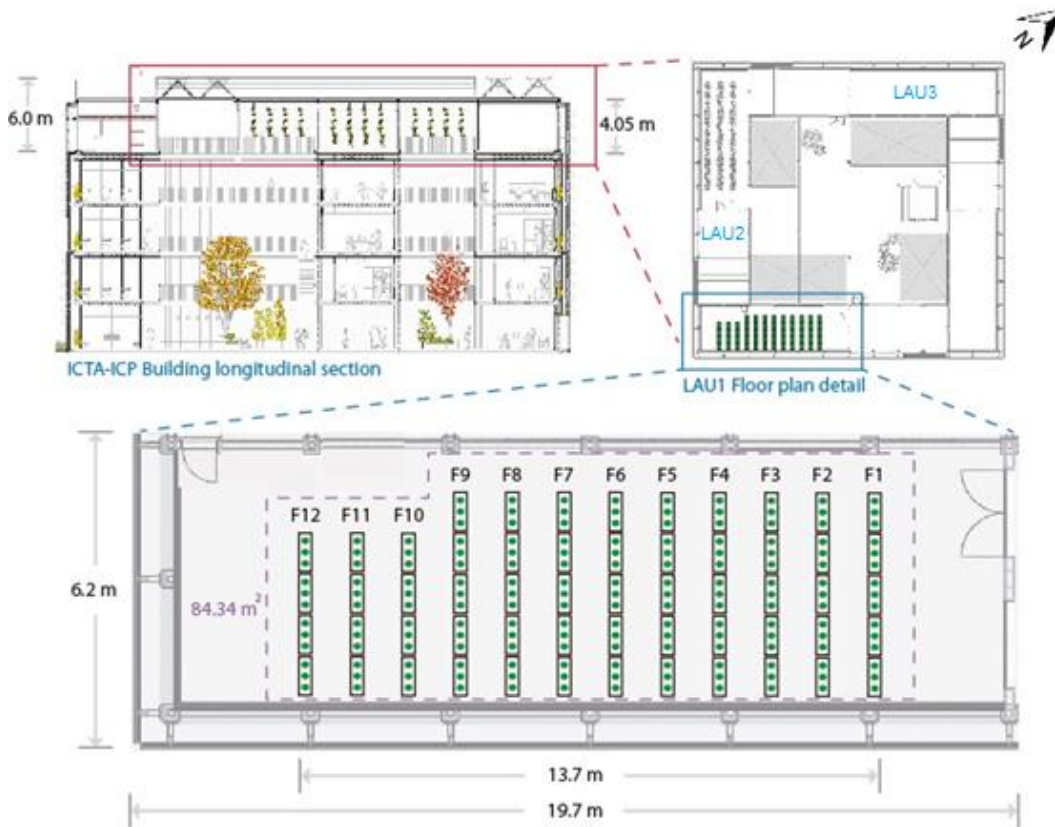 N
6.0 m
4.05 m
LAU3
LAU2
ICTA-ICP Building longitudinal section
LAU1 Floor plan detail
F9 F8 F7 F6 F5 F4 F3 F2 F1
F12 F11 F10
6.2 m
84.34 m²
13.7 m
19.7 m